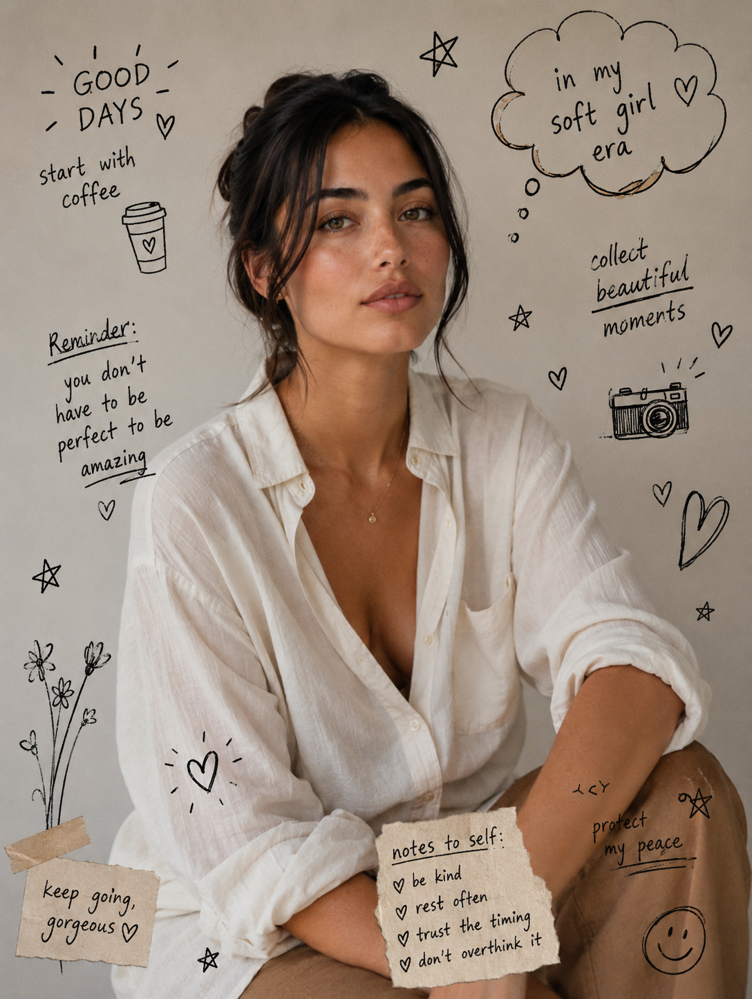 GOOD
DAYS
start with
coffee
in my
soft girl
era
collect
beautiful
moments
Reminder:
you don't
have to be
perfect to be
amazing
protect
my peace
notes to self:
be kind
rest often
trust the timing
don't overthink it
keep going,
gorgeous